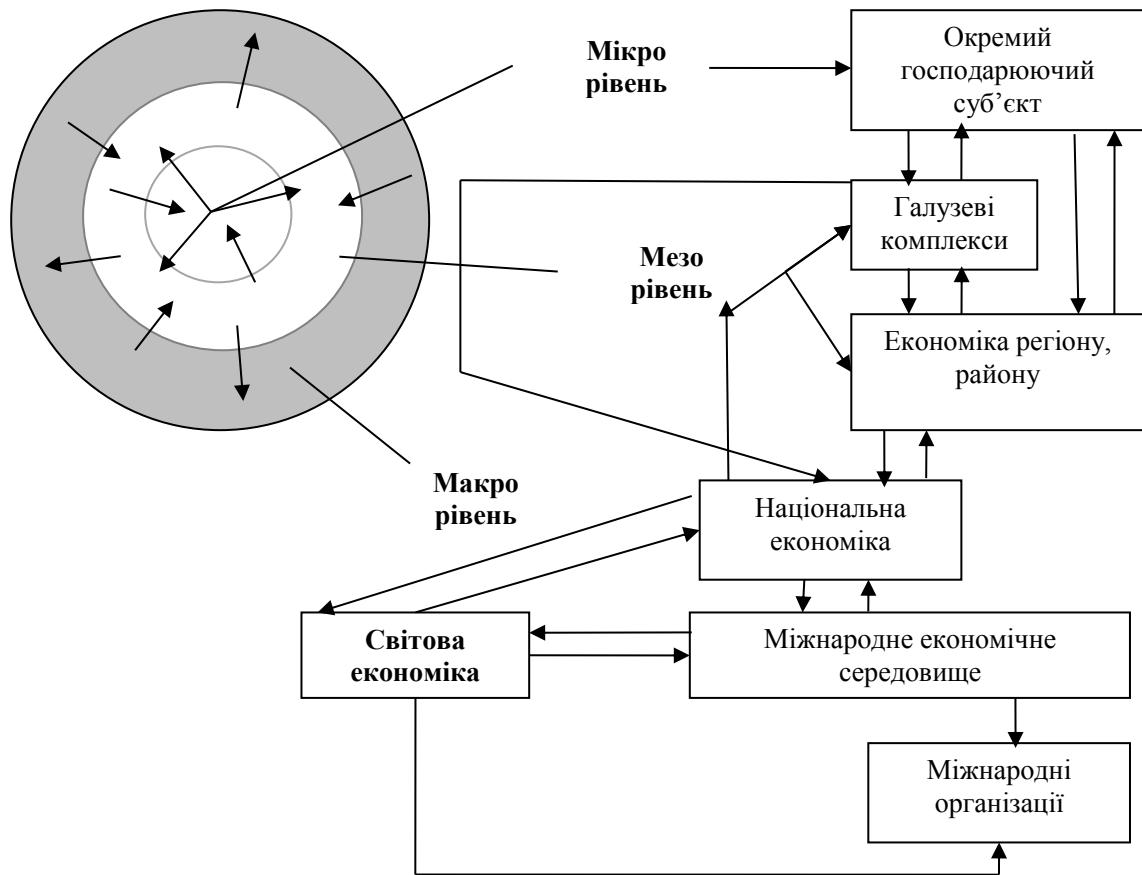 Мікро
рівень
Окремий
господарюючий
суб’єкт
Галузеві
комплекси
Мезо
рівень
Економіка регіону,
району
Макро
рівень
Національна
економіка
Світова
економіка
Міжнародне економічне
середовище
Міжнародні
організації